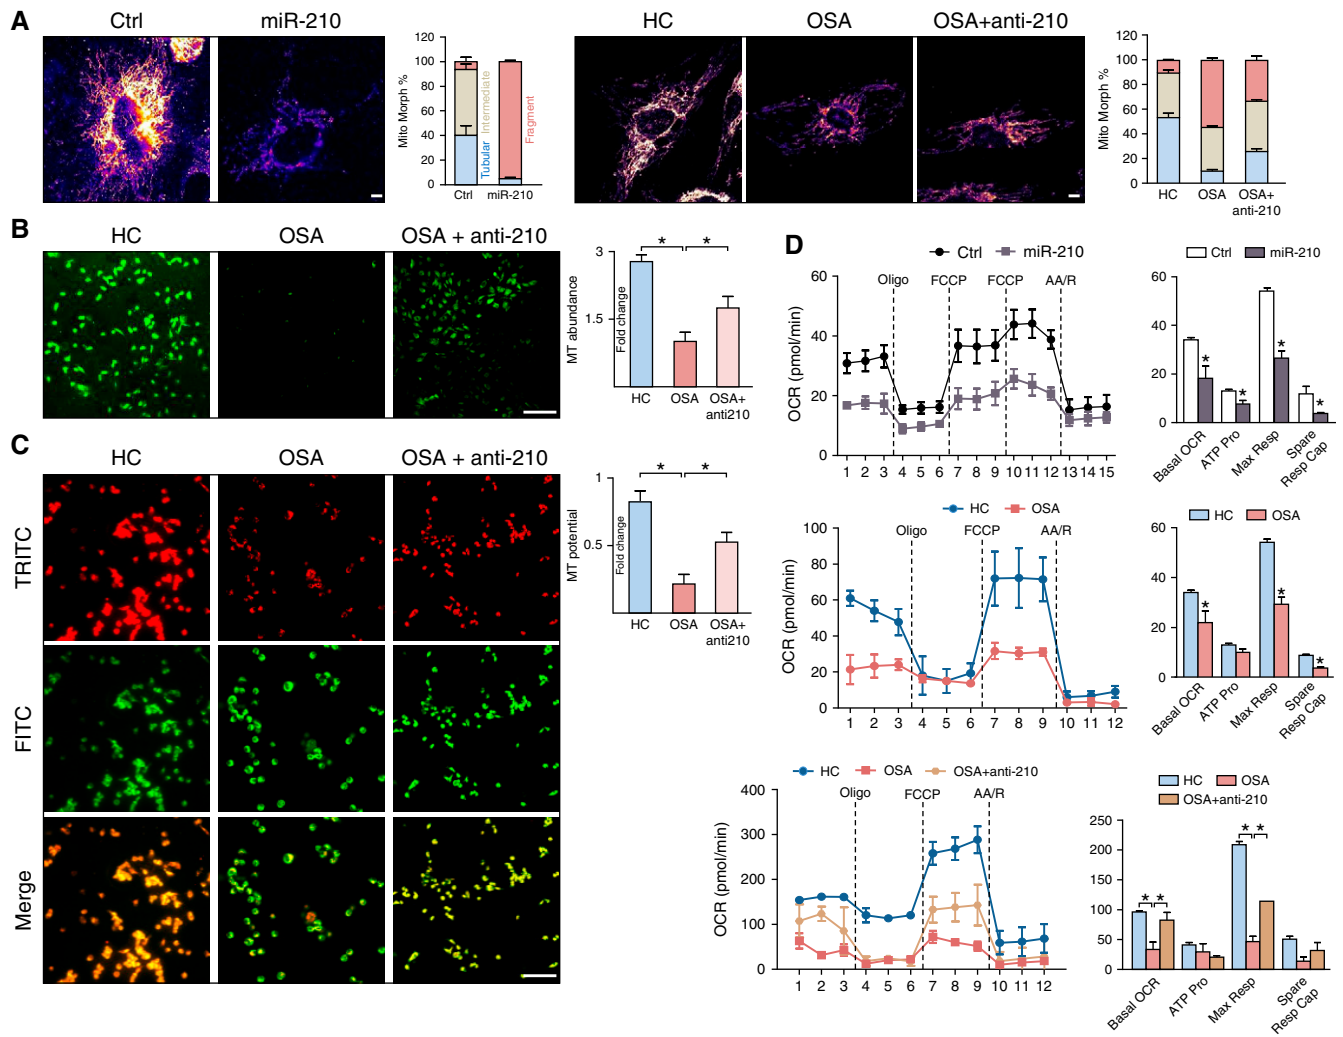 A
Ctrl
miR-210
120
100
80
60
40
20
0
Mito Morph %
Tubular
Intermediate
Fragment
Ctrl
miR-210
HC
OSA
OSA+anti-210
120
100
80
60
40
20
0
Mito Morph %
HC
OSA
OSA+
anti-210
B
HC
OSA
OSA + anti-210
3
1.5
MT abundance
Fold change
* *
HC
OSA
OSA+
anti210
C
HC
OSA
OSA + anti-210
TRITC
FITC
Merge
1
0.5
0
MT potential
Fold change
* *
HC
OSA
OSA+
anti210
D
Ctrl miR-210
60
40
20
0
OCR (pmol/min)
Oligo FCCP FCCP AA/R
1 2 3 4 5 6 7 8 9 10 11 12 13 14 15
Ctrl miR-210
60
40
20
0
* * * *
Basal OCR
ATP Pro
Max Resp
Spare
Resp Cap
HC OSA
100
80
60
40
20
0
OCR (pmol/min)
Oligo FCCP AA/R
1 2 3 4 5 6 7 8 9 10 11 12
HC OSA
60
40
20
0
* * *
Basal OCR
ATP Pro
Max Resp
Spare
Resp Cap
HC OSA OSA+anti-210
400
300
200
100
0
OCR (pmol/min)
Oligo FCCP AA/R
1 2 3 4 5 6 7 8 9 10 11 12
HC OSA
OSA+anti-210
250
200
150
100
50
0
* * * *
Basal OCR
ATP Pro
Max Resp
Spare
Resp Cap